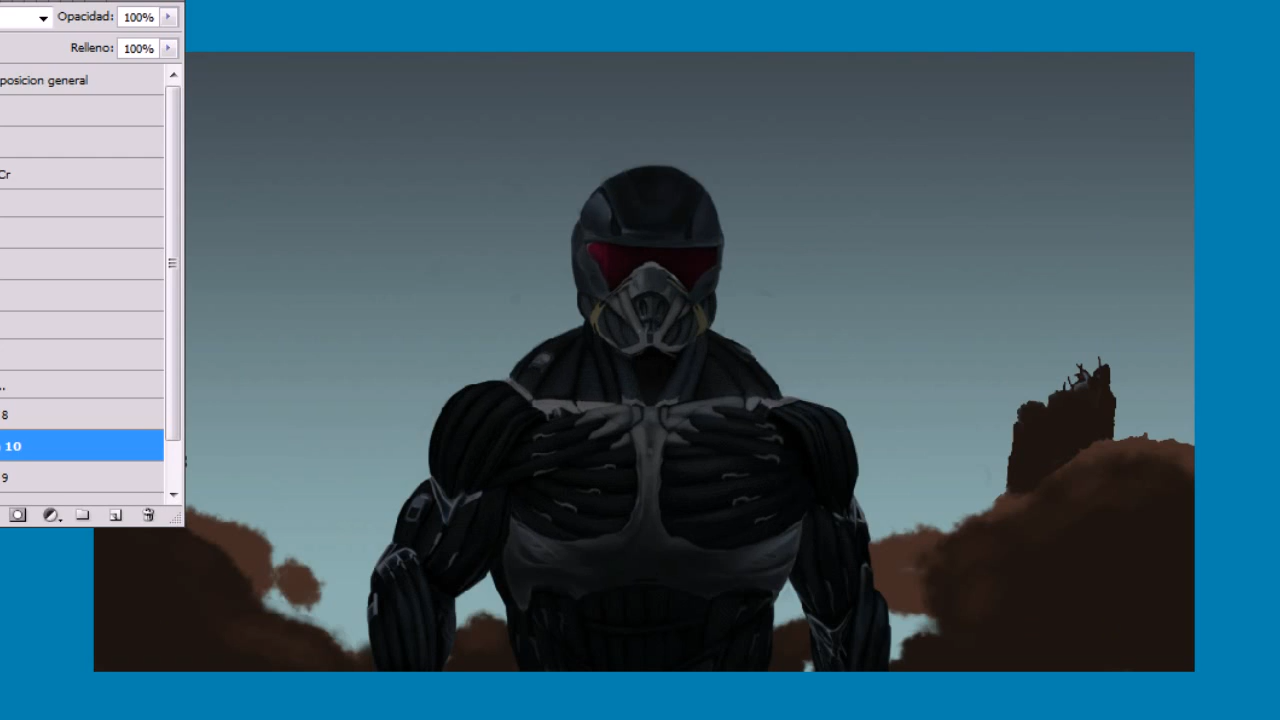 Opacidad: 100%
Relleno: 100%
posicion general
Cr
..
8
10
9